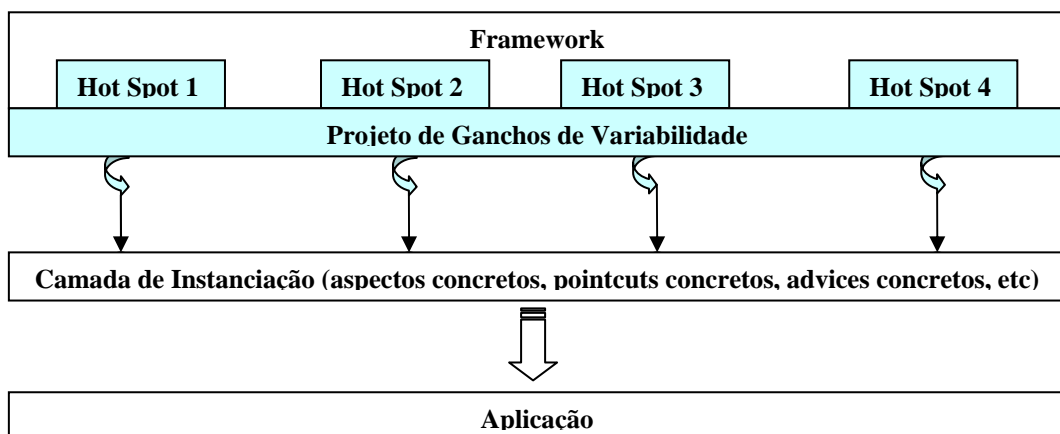 Framework
Hot Spot 1
Hot Spot 2
Hot Spot 3
Hot Spot 4
Projeto de Ganchos de Variabilidade
Camada de Instanciação (aspectos concretos, pointcuts concretos, advices concretos, etc)
Aplicação